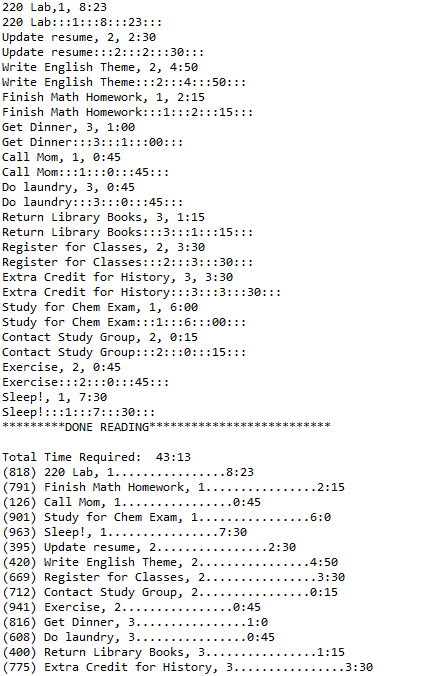 220 Lab,1, 8:23
220 Lab:::1:::8:::23:::
Update resume, 2, 2:30
Update resume:::2:::2:::30:::
Write English Theme, 2, 4:50
Write English Theme:::2:::4:::50:::
Finish Math Homework, 1, 2:15
Finish Math Homework:::1:::2:::15:::
Get Dinner, 3, 1:00
Get Dinner:::3:::1:::00:::
Call Mom, 1, 0:45
Call Mom:::1:::0:::45:::
Do laundry, 3, 0:45
Do laundry:::3:::0:::45:::
Return Library Books, 3, 1:15
Return Library Books:::3:::1:::15:::
Register for Classes, 2, 3:30
Register for Classes:::2:::3:::30:::
Extra Credit for History, 3, 3:30
Extra Credit for History:::3:::3:::30:::
Study for Chem Exam, 1, 6:00
Study for Chem Exam:::1:::6:::00:::
Contact Study Group, 2, 0:15
Contact Study Group:::2:::0:::15:::
Exercise, 2, 0:45
Exercise:::2:::0:::45:::
Sleep!, 1, 7:30
Sleep!:::1:::7:::30:::
*********DONE READING**************************
Total Time Required:  43:13
(818) 220 Lab, 1................8:23
(791) Finish Math Homework, 1................2:15
(126) Call Mom, 1................0:45
(901) Study for Chem Exam, 1................6:0
(963) Sleep!, 1................7:30
(395) Update resume, 2................2:30
(420) Write English Theme, 2................4:50
(669) Register for Classes, 2................3:30
(712) Contact Study Group, 2................0:15
(941) Exercise, 2................0:45
(816) Get Dinner, 3................1:0
(608) Do laundry, 3................0:45
(400) Return Library Books, 3................1:15
(775) Extra Credit for History, 3................3:30